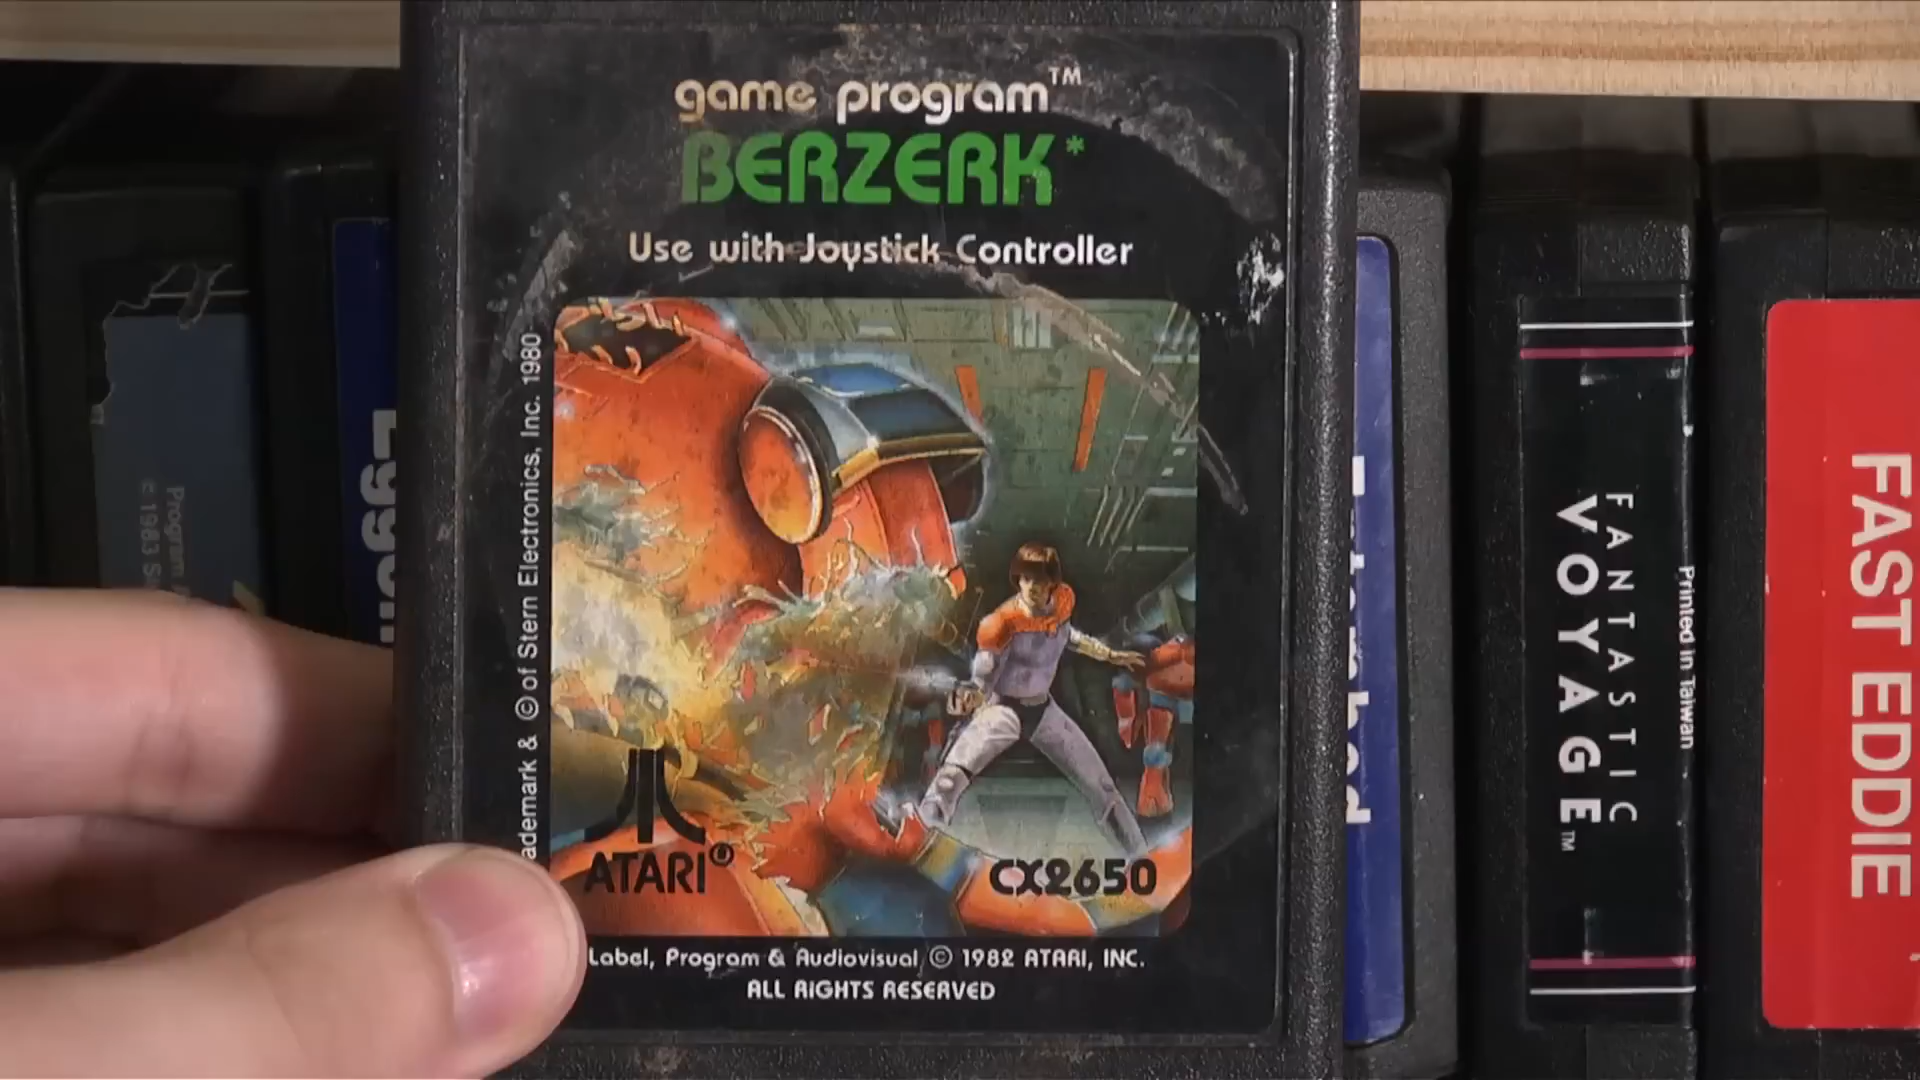 game program™
BERZERK*
Use with Joystick Controller
ademark & © of Stern Electronics, Inc. 1980
ATARI®
CX2650
Label, Program & Audiovisual © 1982 ATARI, INC.
ALL RIGHTS RESERVED
Program
© 1983 S
FANTASTIC
VOYAGE™
Printed in Taiwan
FAST EDDIE